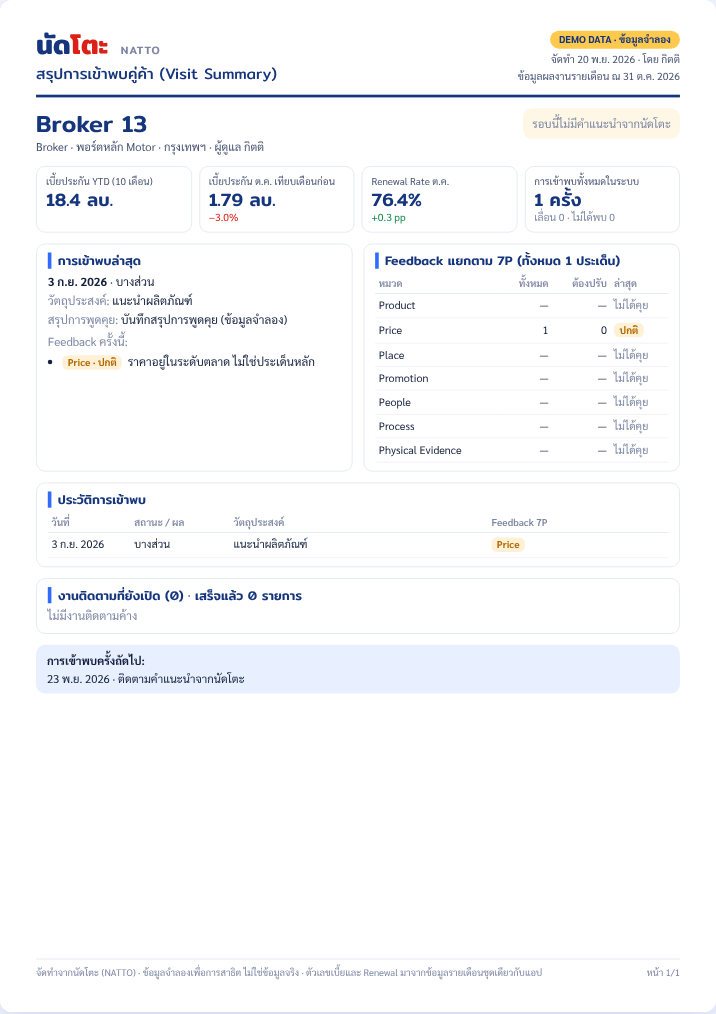 นัดโตะ NATTO
สรุปการเข้าพบคู่ค้า (Visit Summary)
DEMO DATA · ข้อมูลจำลอง
จัดทำ 20 พ.ย. 2026 · โดย กิตติ
ข้อมูลผลงานรายเดือน ณ 31 ต.ค. 2026
Broker 13
Broker · พอร์ตหลัก Motor · กรุงเทพฯ · ผู้ดูแล กิตติ
รอบนี้ไม่มีคำแนะนำจากนัดโตะ
เบี้ยประกัน YTD (10 เดือน)
18.4 ลบ.
เบี้ยประกัน ต.ค. เทียบเดือนก่อน
1.79 ลบ.
−3.0%
Renewal Rate ต.ค.
76.4%
+0.3 pp
การเข้าพบทั้งหมดในระบบ
1 ครั้ง
เลื่อน 0 · ไม่ได้พบ 0
การเข้าพบล่าสุด
3 ก.ย. 2026 · บางส่วน
วัตถุประสงค์: แนะนำผลิตภัณฑ์
สรุปการพูดคุย: บันทึกสรุปการพูดคุย (ข้อมูลจำลอง)
Feedback ครั้งนี้:
• Price · ปกติ ราคาอยู่ในระดับตลาด ไม่ใช่ประเด็นหลัก
Feedback แยกตาม 7P (ทั้งหมด 1 ประเด็น)
หมวด ทั้งหมด ต้องปรับ ล่าสุด
Product — — ไม่ได้คุย
Price 1 0 ปกติ
Place — — ไม่ได้คุย
Promotion — — ไม่ได้คุย
People — — ไม่ได้คุย
Process — — ไม่ได้คุย
Physical Evidence — — ไม่ได้คุย
ประวัติการเข้าพบ
วันที่ สถานะ / ผล วัตถุประสงค์ Feedback 7P
3 ก.ย. 2026 บางส่วน แนะนำผลิตภัณฑ์ Price
งานติดตามที่ยังเปิด (0) · เสร็จแล้ว 0 รายการ
ไม่มีงานติดตามค้าง
การเข้าพบครั้งถัดไป:
23 พ.ย. 2026 · ติดตามคำแนะนำจากนัดโตะ
จัดทำจากนัดโตะ (NATTO) · ข้อมูลจำลองเพื่อการสาธิต ไม่ใช่ข้อมูลจริง · ตัวเลขเบี้ยและ Renewal มาจากข้อมูลรายเดือนชุดเดียวกับแอป
หน้า 1/1